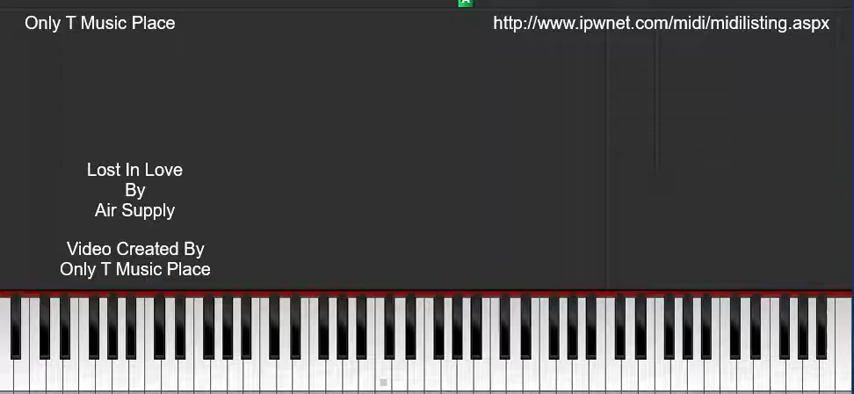 Only T Music Place
http://www.ipwnet.com/midi/midilisting.aspx
Lost In Love
By
Air Supply
Video Created By
Only T Music Place